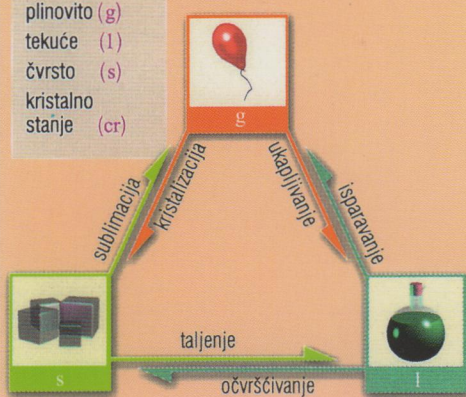 plinovito (g)
tekuće (l)
čvrsto (s)
kristalno
stanje (cr)
g
sublimacija
kristalizacija
ukapljivanje
isparavanje
s
taljenje
očvršćivanje
l